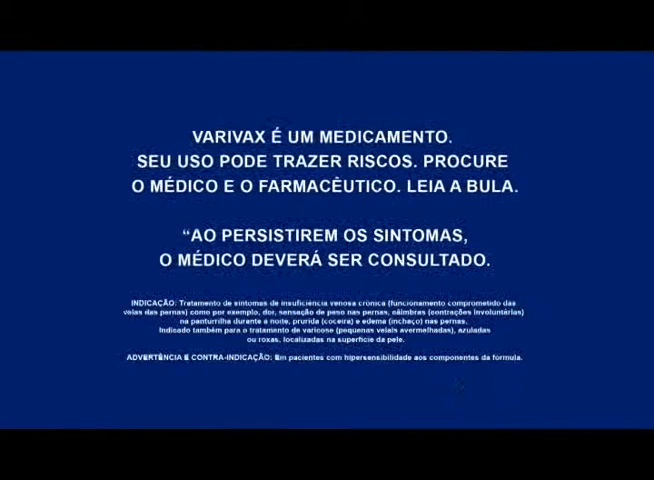 VARIVAX É UM MEDICAMENTO.
SEU USO PODE TRAZER RISCOS. PROCURE
O MÉDICO E O FARMACÊUTICO. LEIA A BULA.
“AO PERSISTIREM OS SINTOMAS,
O MÉDICO DEVERÁ SER CONSULTADO.
INDICAÇÃO: Tratamento de sintomas de insuficiência venosa crônica (funcionamento comprometido das
veias das pernas) como por exemplo, dor, sensação de peso nas pernas, câimbras (contrações involuntárias)
na panturrilha durante a noite, prurido (coceira) e edema (inchaço) nas pernas.
Indicado também para o tratamento de varicose (pequenas veias avermelhadas), azuladas
ou roxas, localizadas na superfície da pele.
ADVERTÊNCIA E CONTRA-INDICAÇÃO: Em pacientes com hipersensibilidade aos componentes da fórmula.